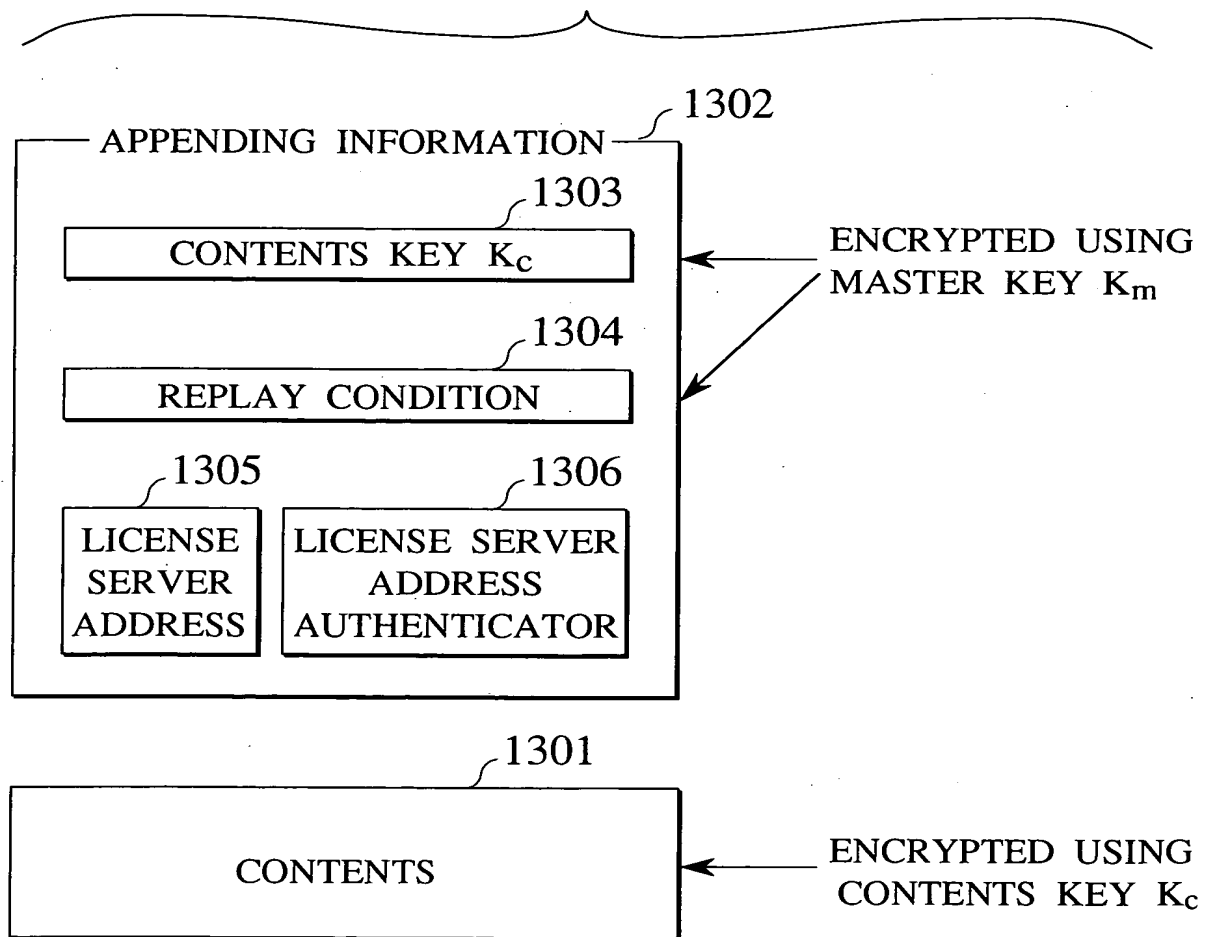 1302
APPENDING INFORMATION
1303
CONTENTS KEY Kc
ENCRYPTED USING
MASTER KEY Km
1304
REPLAY CONDITION
1305
1306
LICENSE
SERVER
ADDRESS
LICENSE SERVER
ADDRESS
AUTHENTICATOR
1301
CONTENTS
ENCRYPTED USING
CONTENTS KEY Kc